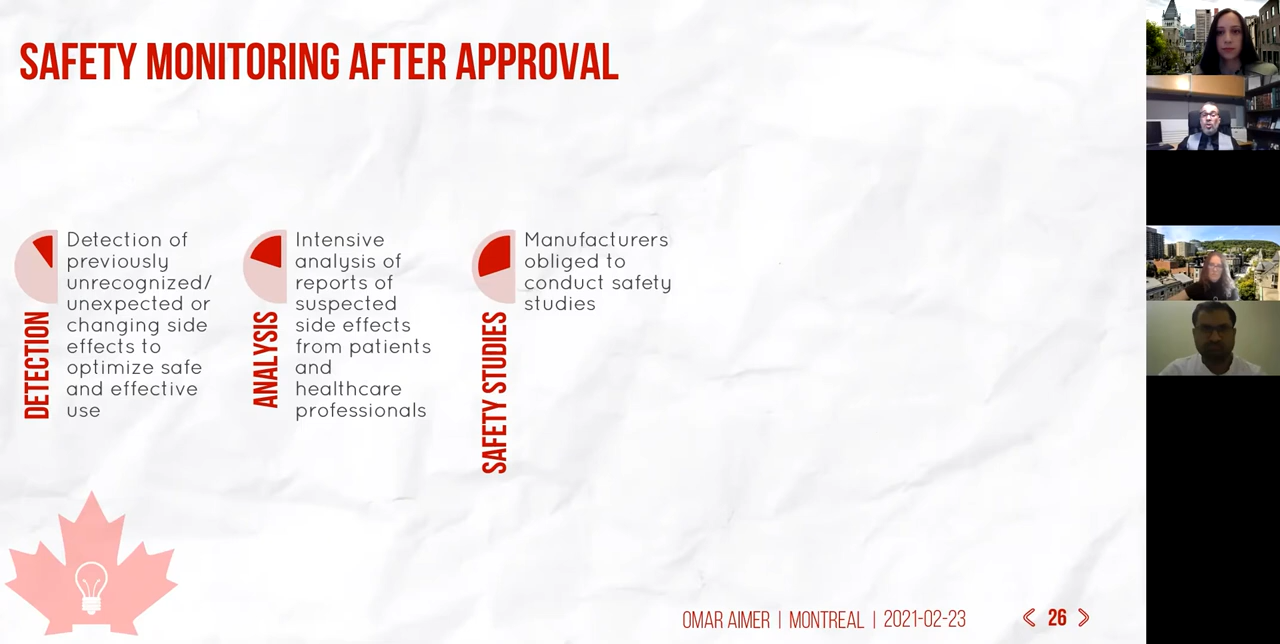 SAFETY MONITORING AFTER APPROVAL
DETECTION
Detection of
previously
unrecognized/
unexpected or
changing side
effects to
optimize safe
and effective
use
ANALYSIS
Intensive
analysis of
reports of
suspected
side effects
from patients
and
healthcare
professionals
SAFETY STUDIES
Manufacturers
obliged to
conduct safety
studies
OMAR AIMER | MONTREAL | 2021-02-23
26